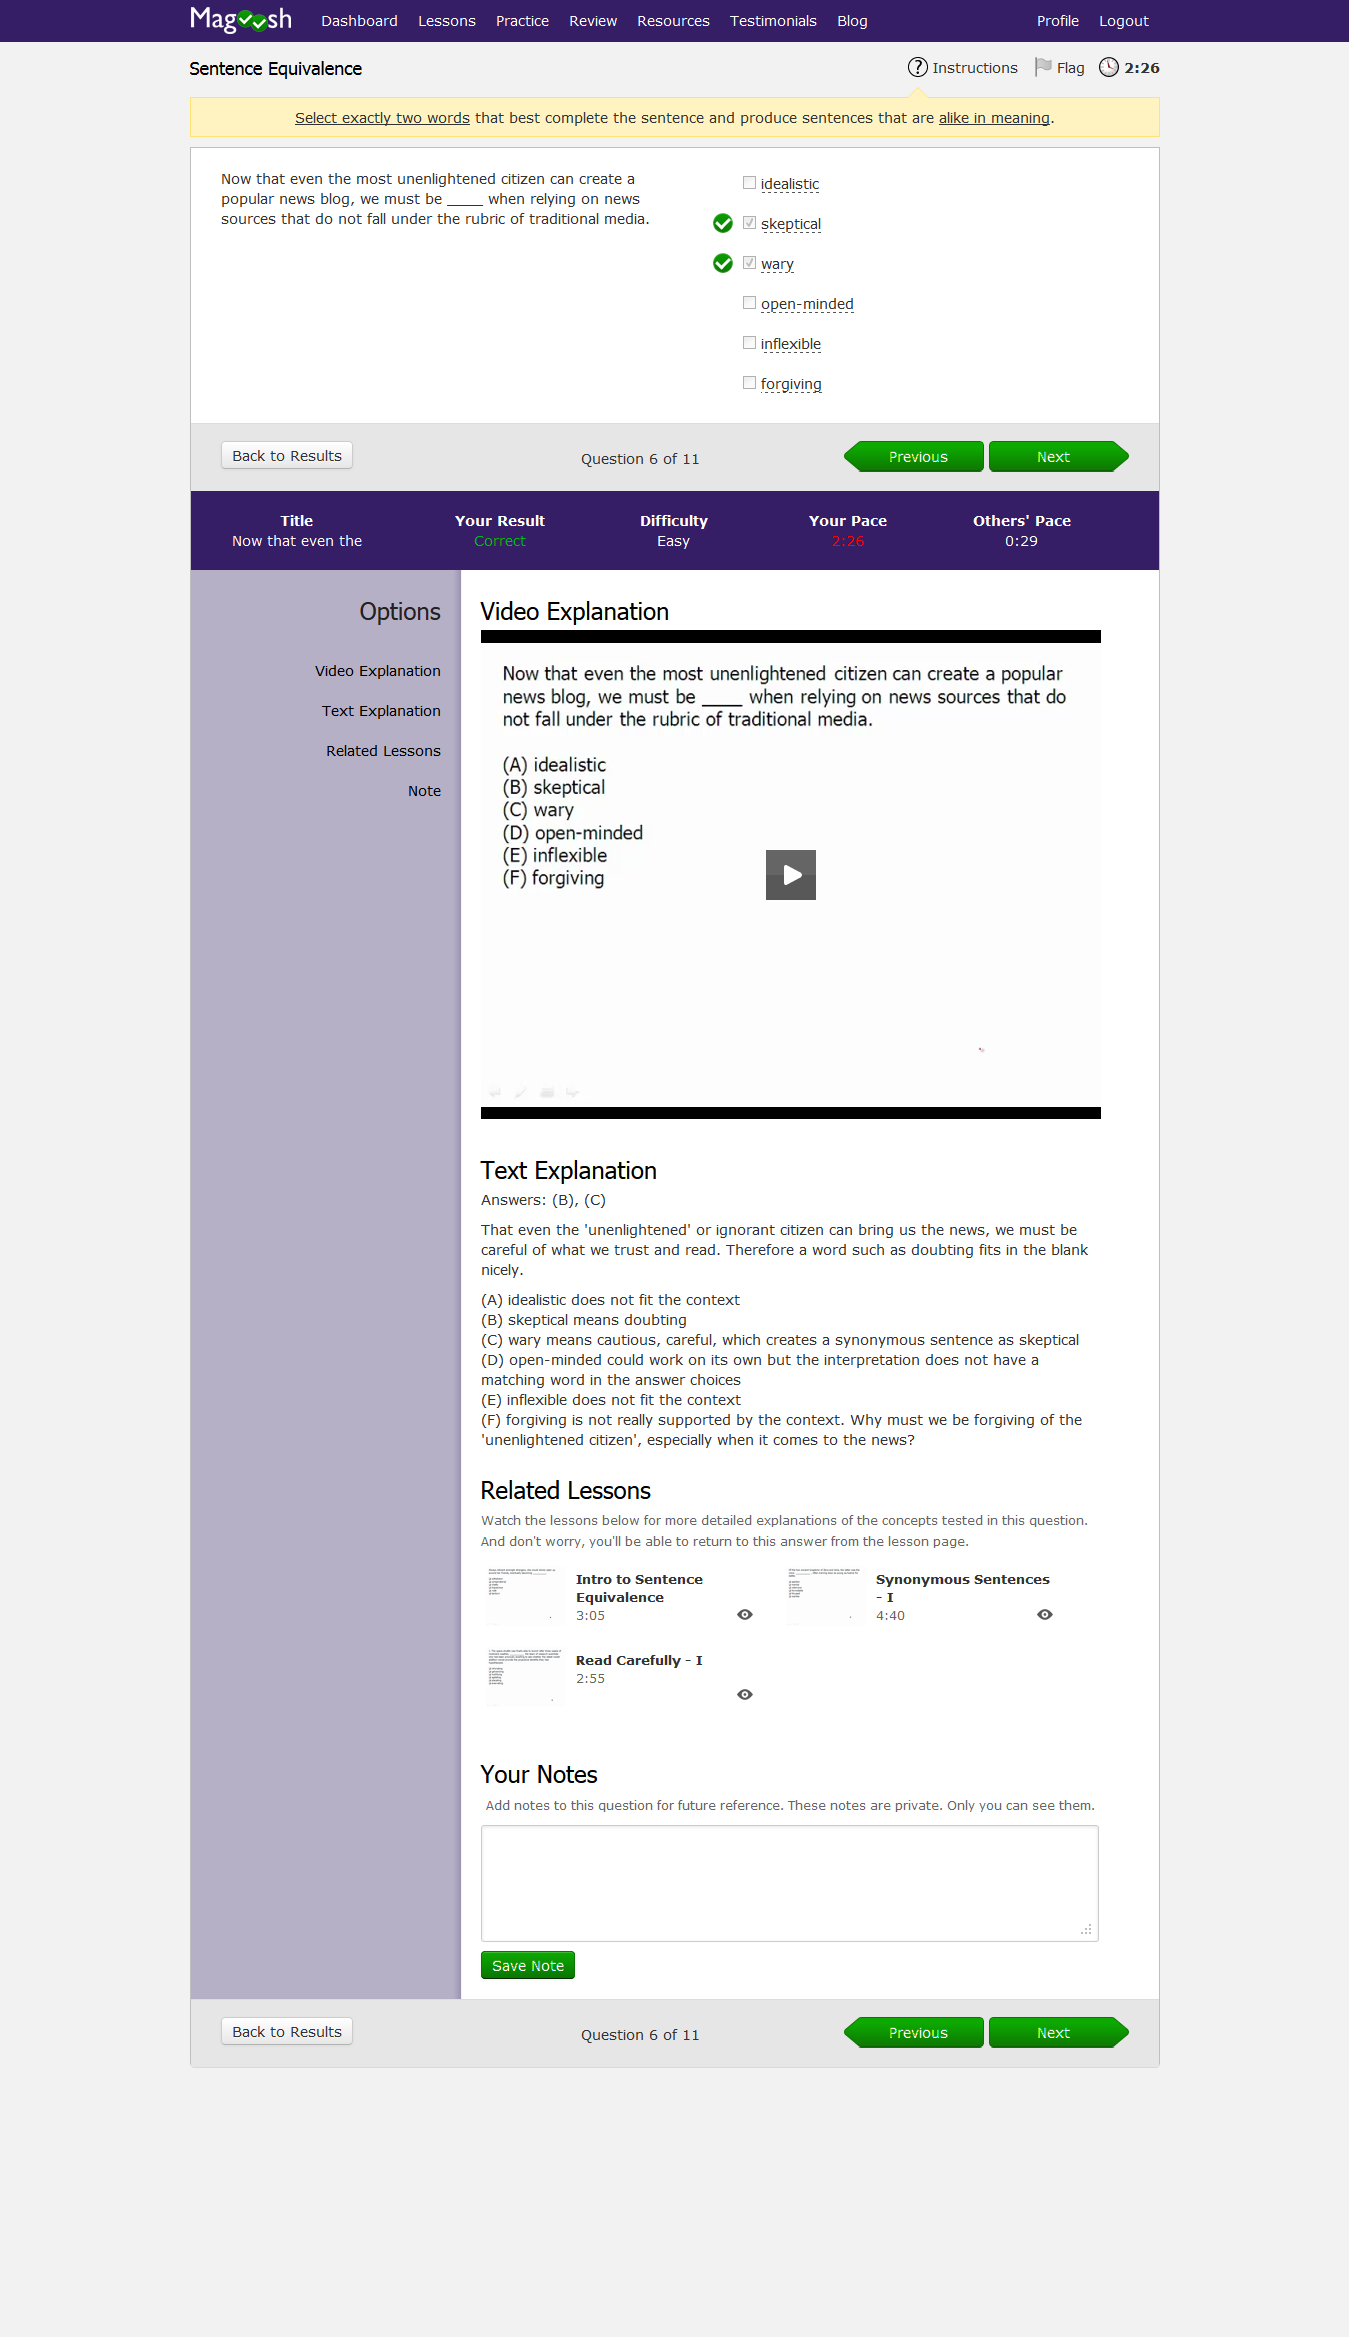 Magoosh
Dashboard Lessons Practice Review Resources Testimonials Blog Profile Logout
Sentence Equivalence
Instructions Flag 2:26
Select exactly two words that best complete the sentence and produce sentences that are alike in meaning.
Now that even the most unenlightened citizen can create a
popular news blog, we must be ____ when relying on news
sources that do not fall under the rubric of traditional media.
idealistic
skeptical
wary
open-minded
inflexible
forgiving
Back to Results Question 6 of 11 Previous Next
Title Your Result Difficulty Your Pace Others' Pace
Now that even the Correct Easy 2:26 0:29
Options
Video Explanation
Text Explanation
Related Lessons
Note
Video Explanation
Now that even the most unenlightened citizen can create a popular
news blog, we must be ____ when relying on news sources that do
not fall under the rubric of traditional media.
(A) idealistic
(B) skeptical
(C) wary
(D) open-minded
(E) inflexible
(F) forgiving
Text Explanation
Answers: (B), (C)
That even the 'unenlightened' or ignorant citizen can bring us the news, we must be
careful of what we trust and read. Therefore a word such as doubting fits in the blank
nicely.
(A) idealistic does not fit the context
(B) skeptical means doubting
(C) wary means cautious, careful, which creates a synonymous sentence as skeptical
(D) open-minded could work on its own but the interpretation does not have a
matching word in the answer choices
(E) inflexible does not fit the context
(F) forgiving is not really supported by the context. Why must we be forgiving of the
'unenlightened citizen', especially when it comes to the news?
Related Lessons
Watch the lessons below for more detailed explanations of the concepts tested in this question.
And don't worry, you'll be able to return to this answer from the lesson page.
Intro to Sentence
Equivalence
3:05
Synonymous Sentences
- I
4:40
Read Carefully - I
2:55
Your Notes
Add notes to this question for future reference. These notes are private. Only you can see them.
Save Note
Back to Results Question 6 of 11 Previous Next